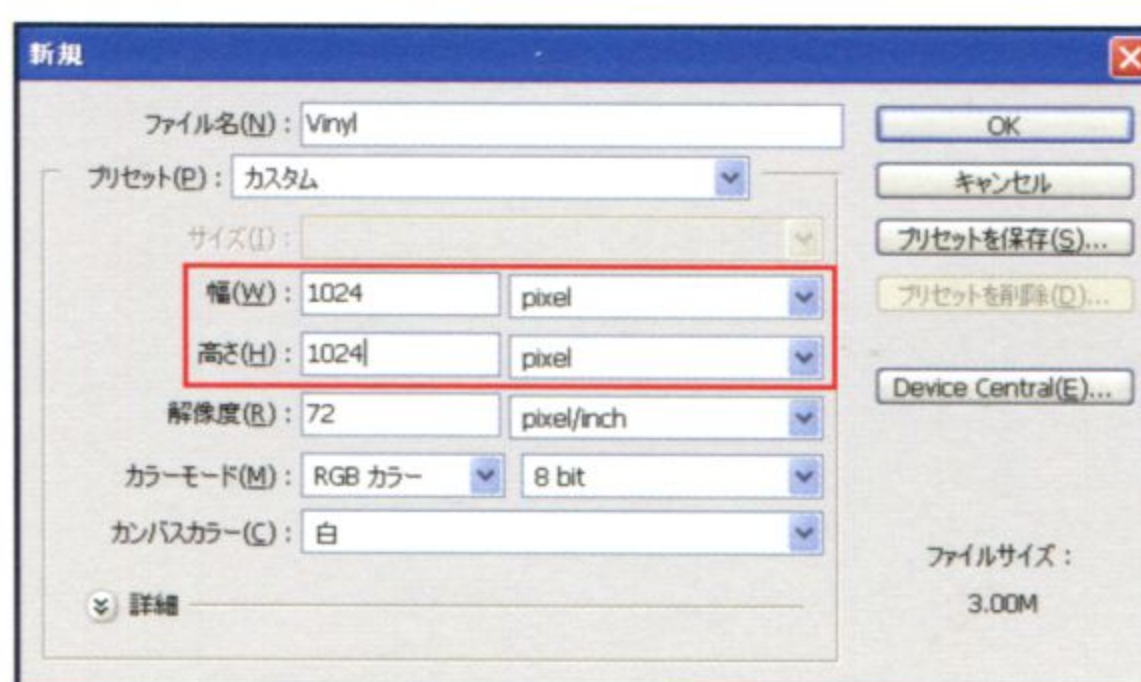 新規
ファイル名(N) : Vinyl
プリセット(P) : カスタム
サイズ(I) :
幅(W) : 1024 pixel
高さ(H) : 1024 pixel
解像度(R) : 72 pixel/inch
カラーモード(M) : RGB カラー 8 bit
カンバスカラー(C) : 白
詳細
OK
キャンセル
プリセットを保存(S)...
プリセットを削除(D)...
Device Central(E)...
ファイルサイズ :
3.00M